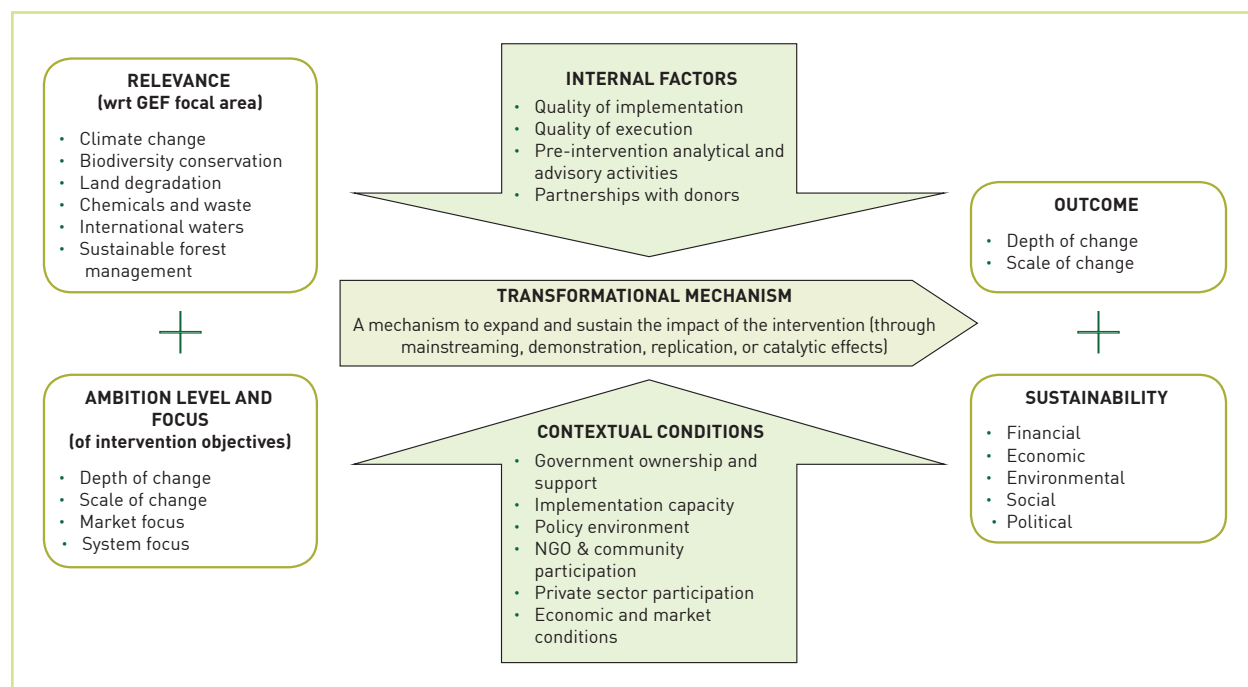 RELEVANCE
(wrt GEF focal area)
• Climate change
• Biodiversity conservation
• Land degradation
• Chemicals and waste
• International waters
• Sustainable forest
management
AMBITION LEVEL AND
FOCUS
(of intervention objectives)
• Depth of change
• Scale of change
• Market focus
• System focus
INTERNAL FACTORS
• Quality of implementation
• Quality of execution
• Pre-intervention analytical and
advisory activities
• Partnerships with donors
TRANSFORMATIONAL MECHANISM
A mechanism to expand and sustain the impact of the intervention (through
mainstreaming, demonstration, replication, or catalytic effects)
CONTEXTUAL CONDITIONS
• Government ownership and
support
• Implementation capacity
• Policy environment
• NGO & community
participation
• Private sector participation
• Economic and market
conditions
OUTCOME
• Depth of change
• Scale of change
SUSTAINABILITY
• Financial
• Economic
• Environmental
• Social
• Political